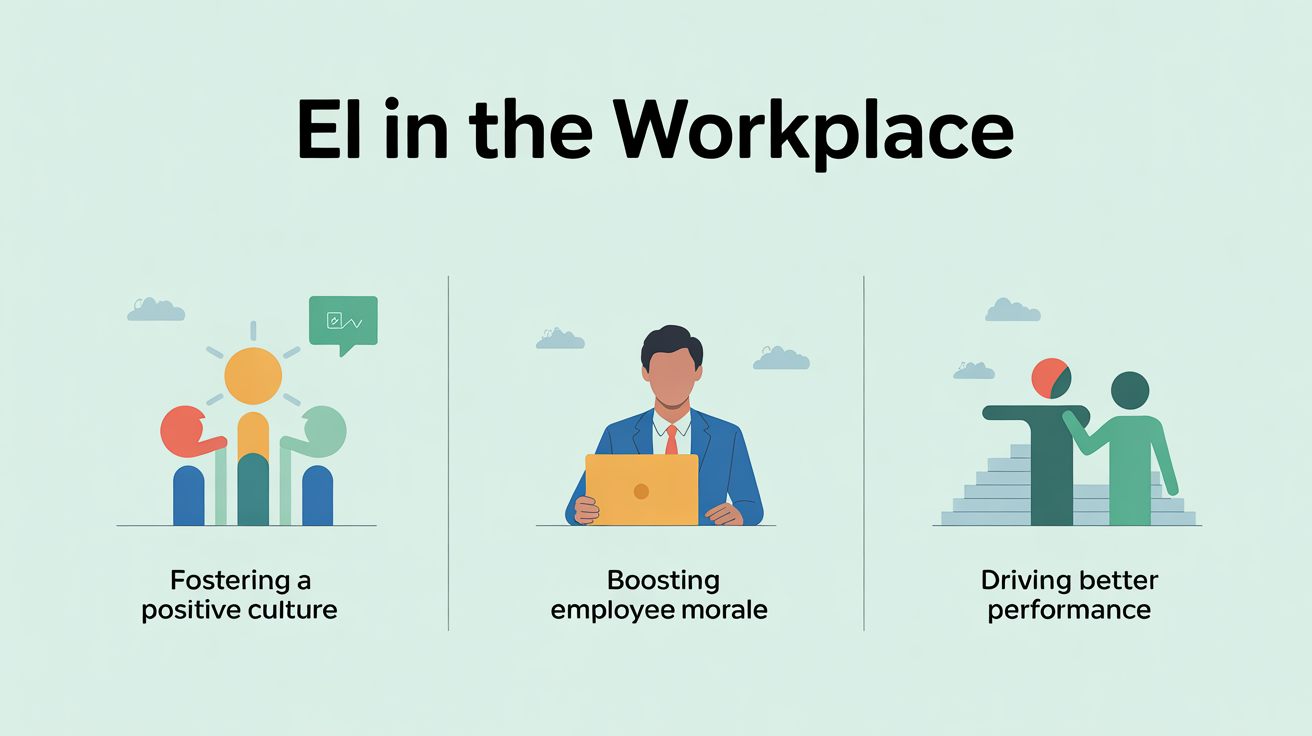 EI in the Workplace
Fostering a
positive culture
Boosting
employee morale
Driving better
performance